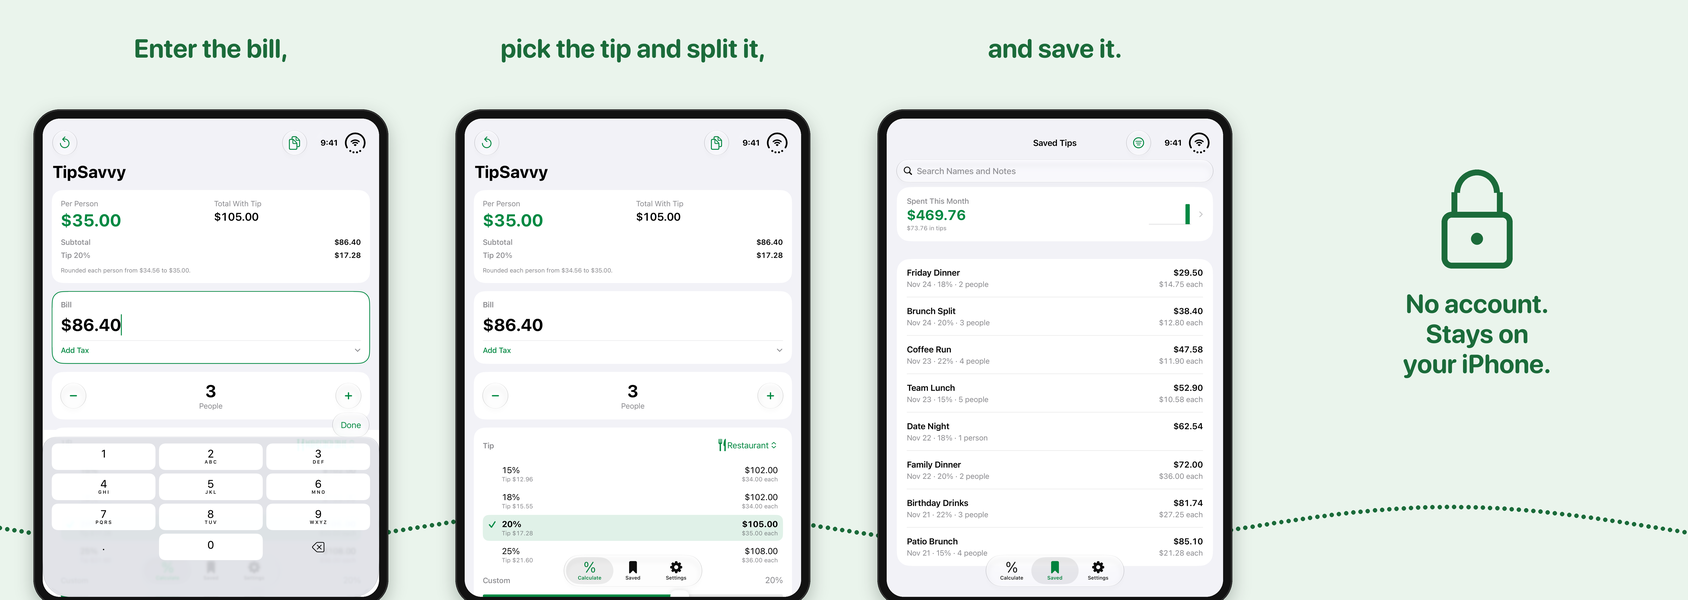 Enter the bill,
9:41
TipSavvy
Per Person
Total With Tip
$35.00
$105.00
Subtotal
$86.40
Tip 20%
$17.28
Rounded each person from $34.56 to $35.00.
Bill
$86.40
Add Tax
3
People
Done
1
2
ABC
3
DEF
4
GHI
5
JKL
6
MNO
7
PQRS
8
TUV
9
WXYZ
.
0
pick the tip and split it,
9:41
TipSavvy
Per Person
Total With Tip
$35.00
$105.00
Subtotal
$86.40
Tip 20%
$17.28
Rounded each person from $34.56 to $35.00.
Bill
$86.40
Add Tax
3
People
Tip
Restaurant
15%
$102.00
Tip $12.96
$34.00 each
18%
$102.00
Tip $15.55
$34.00 each
20%
$105.00
Tip $17.28
$35.00 each
25%
$108.00
Tip $21.60
$36.00 each
Custom
20%
Calculate
Saved
Settings
and save it.
Saved Tips
9:41
Search Names and Notes
Spent This Month
$469.76
$73.76 in tips
Friday Dinner
$29.50
Nov 24 · 18% · 2 people
$14.75 each
Brunch Split
$38.40
Nov 24 · 20% · 3 people
$12.80 each
Coffee Run
$47.58
Nov 23 · 22% · 4 people
$11.90 each
Team Lunch
$52.90
Nov 23 · 15% · 5 people
$10.58 each
Date Night
$62.54
Nov 22 · 18% · 1 person
Family Dinner
$72.00
Nov 22 · 20% · 2 people
$36.00 each
Birthday Drinks
$81.74
Nov 21 · 22% · 3 people
$27.25 each
Patio Brunch
$85.10
Nov 21 · 15% · 4 people
$21.28 each
Calculate
Saved
Settings
No account.
Stays on
your iPhone.